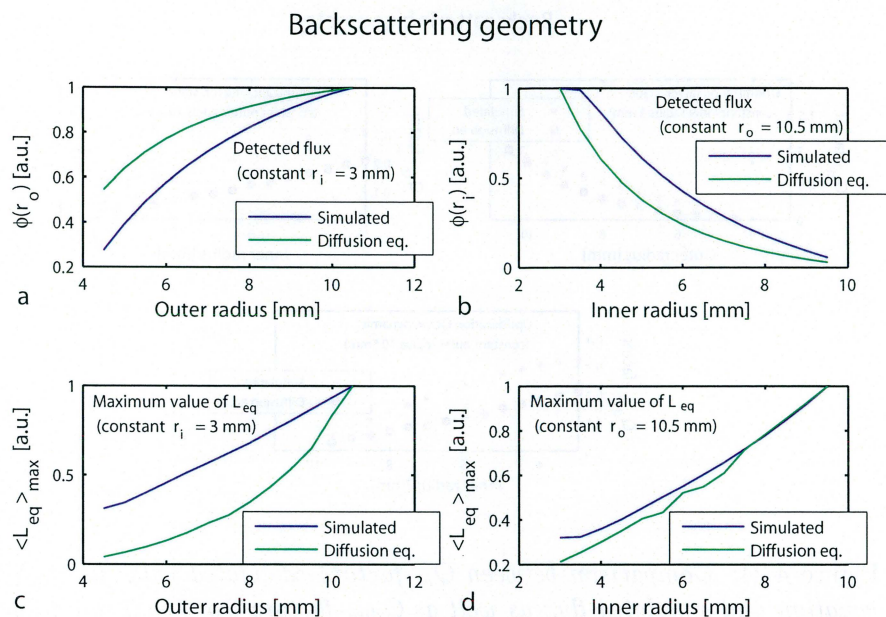 Backscattering geometry
1
0.8
0.6
0.4
0.2
4
6
8
10
12
ϕ(r_o) [a.u.]
Outer radius [mm]
Detected flux
(constant r_i = 3 mm)
Simulated
Diffusion eq.
a
1
0.5
0
2
4
6
8
10
ϕ(r_i) [a.u.]
Inner radius [mm]
Detected flux
(constant r_o = 10.5 mm)
Simulated
Diffusion eq.
b
1
0.5
0
4
6
8
10
12
<L_eq>_max [a.u.]
Outer radius [mm]
Maximum value of L_eq
(constant r_i = 3 mm)
Simulated
Diffusion eq.
c
1
0.8
0.6
0.4
0.2
2
4
6
8
10
<L_eq>_max [a.u.]
Inner radius [mm]
Maximum value of L_eq
(constant r_o = 10.5 mm)
Simulated
Diffusion eq.
d